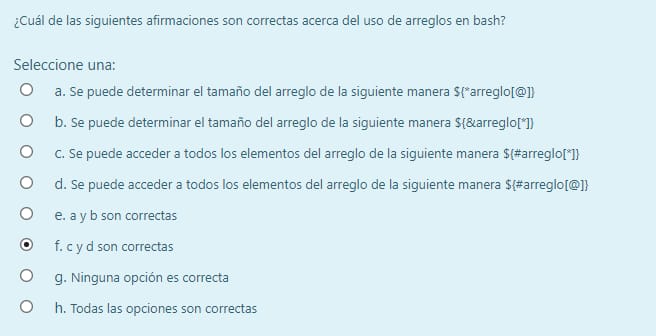 ¿Cuál de las siguientes afirmaciones son correctas acerca del uso de arreglos en bash?
Seleccione una:
a. Se puede determinar el tamaño del arreglo de la siguiente manera ${*arreglo[@]}
b. Se puede determinar el tamaño del arreglo de la siguiente manera ${&arreglo[*]}
c. Se puede acceder a todos los elementos del arreglo de la siguiente manera ${#arreglo[*]}
d. Se puede acceder a todos los elementos del arreglo de la siguiente manera ${#arreglo[@]}
e. a y b son correctas
f. c y d son correctas
g. Ninguna opción es correcta
h. Todas las opciones son correctas